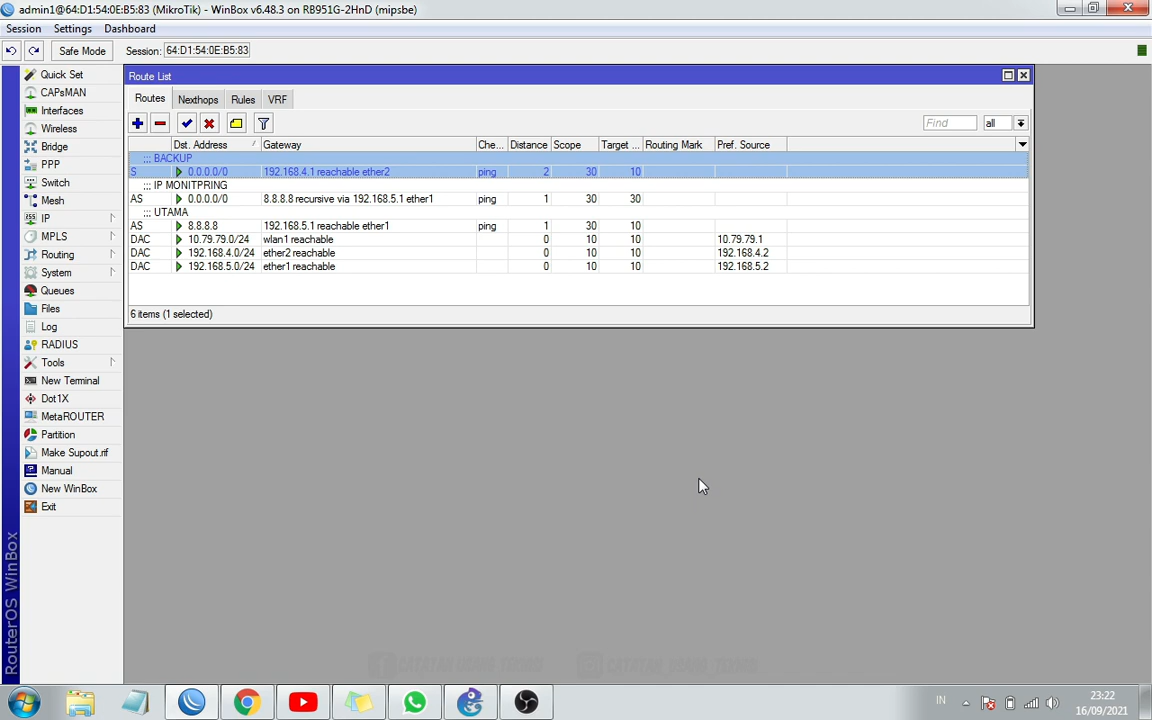 admin1@64:D1:54:0E:B5:83 (MikroTik) - WinBox v6.48.3 on RB951G-2HnD (mipsbe)
Session Settings Dashboard
Safe Mode Session: 64:D1:54:0E:B5:83
Quick Set
CAPsMAN
Interfaces
Wireless
Bridge
PPP
Switch
Mesh
IP
MPLS
Routing
System
Queues
Files
Log
RADIUS
Tools
New Terminal
Dot1X
MetaROUTER
Partition
Make Supout.rif
Manual
New WinBox
Exit
RouterOS WinBox
Route List
Routes Nexthops Rules VRF
Find all
Dst. Address Gateway Che... Distance Scope Target ... Routing Mark Pref. Source
::: BACKUP
S 0.0.0.0/0 192.168.4.1 reachable ether2 ping 2 30 10
::: IP MONITPRING
AS 0.0.0.0/0 8.8.8.8 recursive via 192.168.5.1 ether1 ping 1 30 30
::: UTAMA
AS 8.8.8.8 192.168.5.1 reachable ether1 ping 1 30 10
DAC 10.79.79.0/24 wlan1 reachable 0 10 10 10.79.79.1
DAC 192.168.4.0/24 ether2 reachable 0 10 10 192.168.4.2
DAC 192.168.5.0/24 ether1 reachable 0 10 10 192.168.5.2
6 items (1 selected)
IN
23:22
16/09/2021